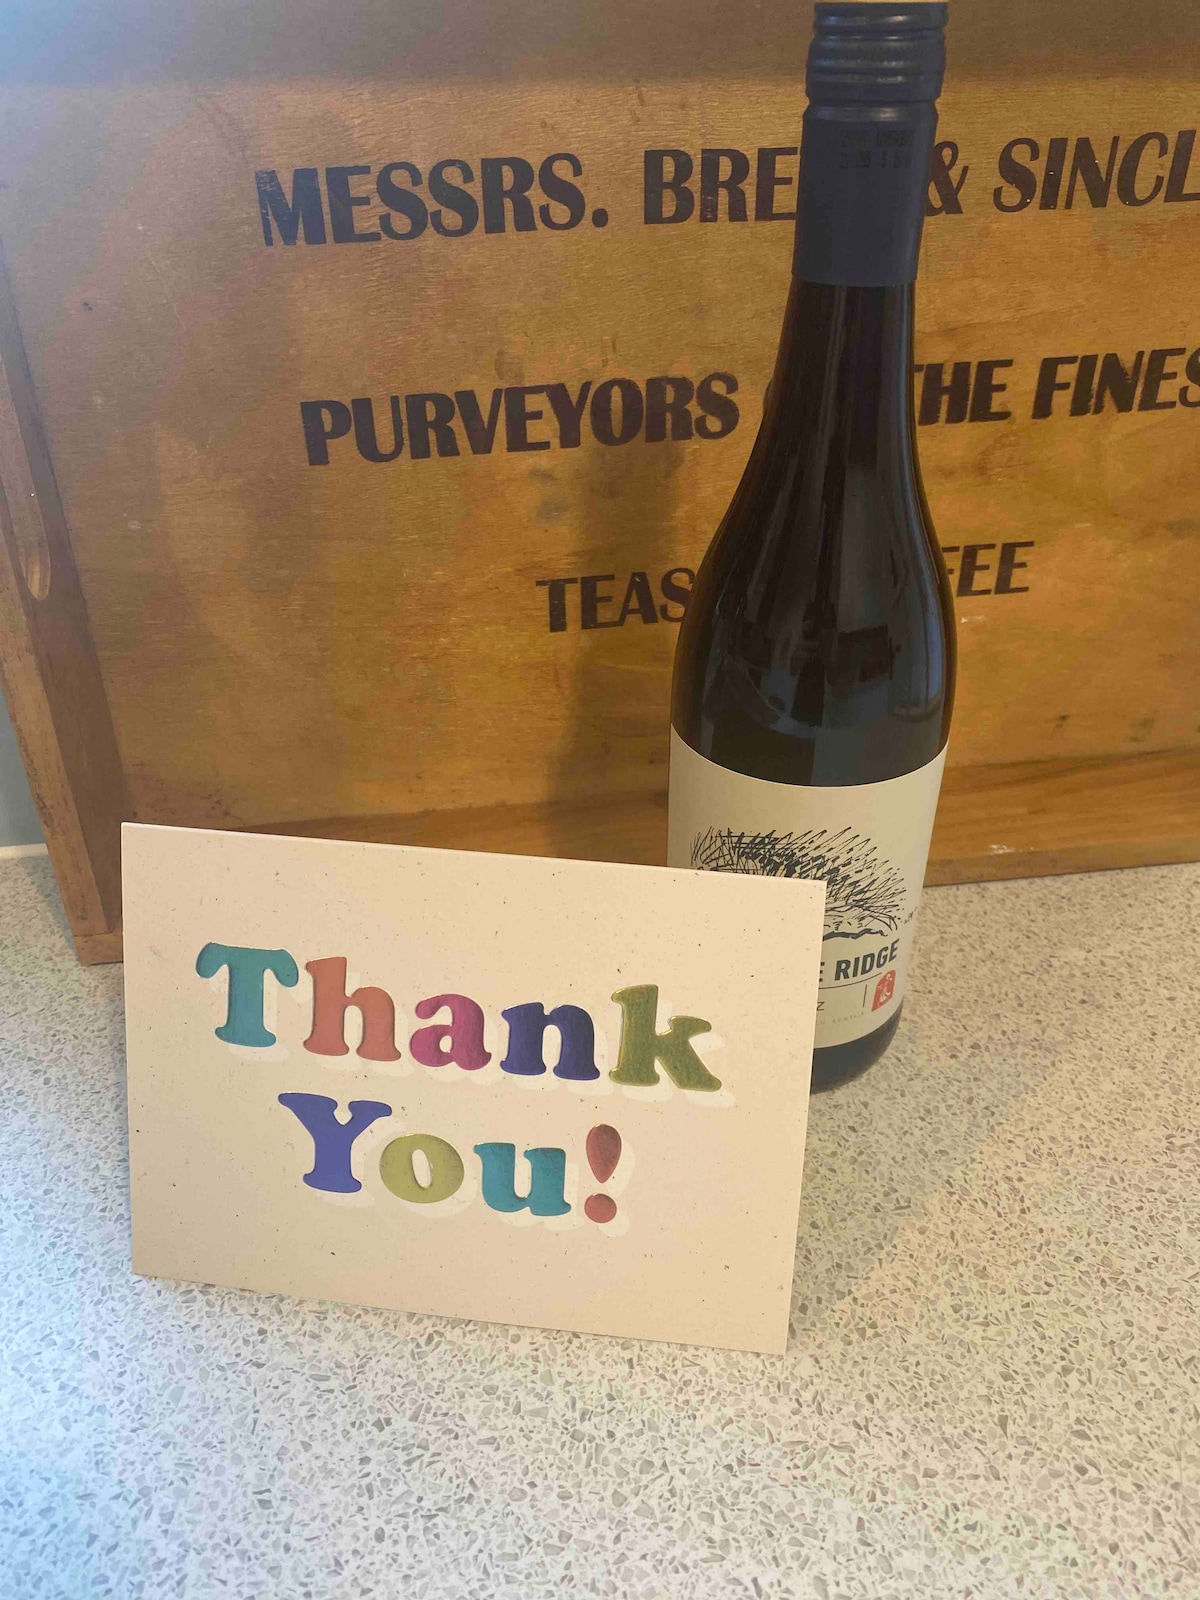 MESSRS. BRE & SINCL
PURVEYORS THE FINES
TEAS FEE
E RIDGE
Z
Thank
You!